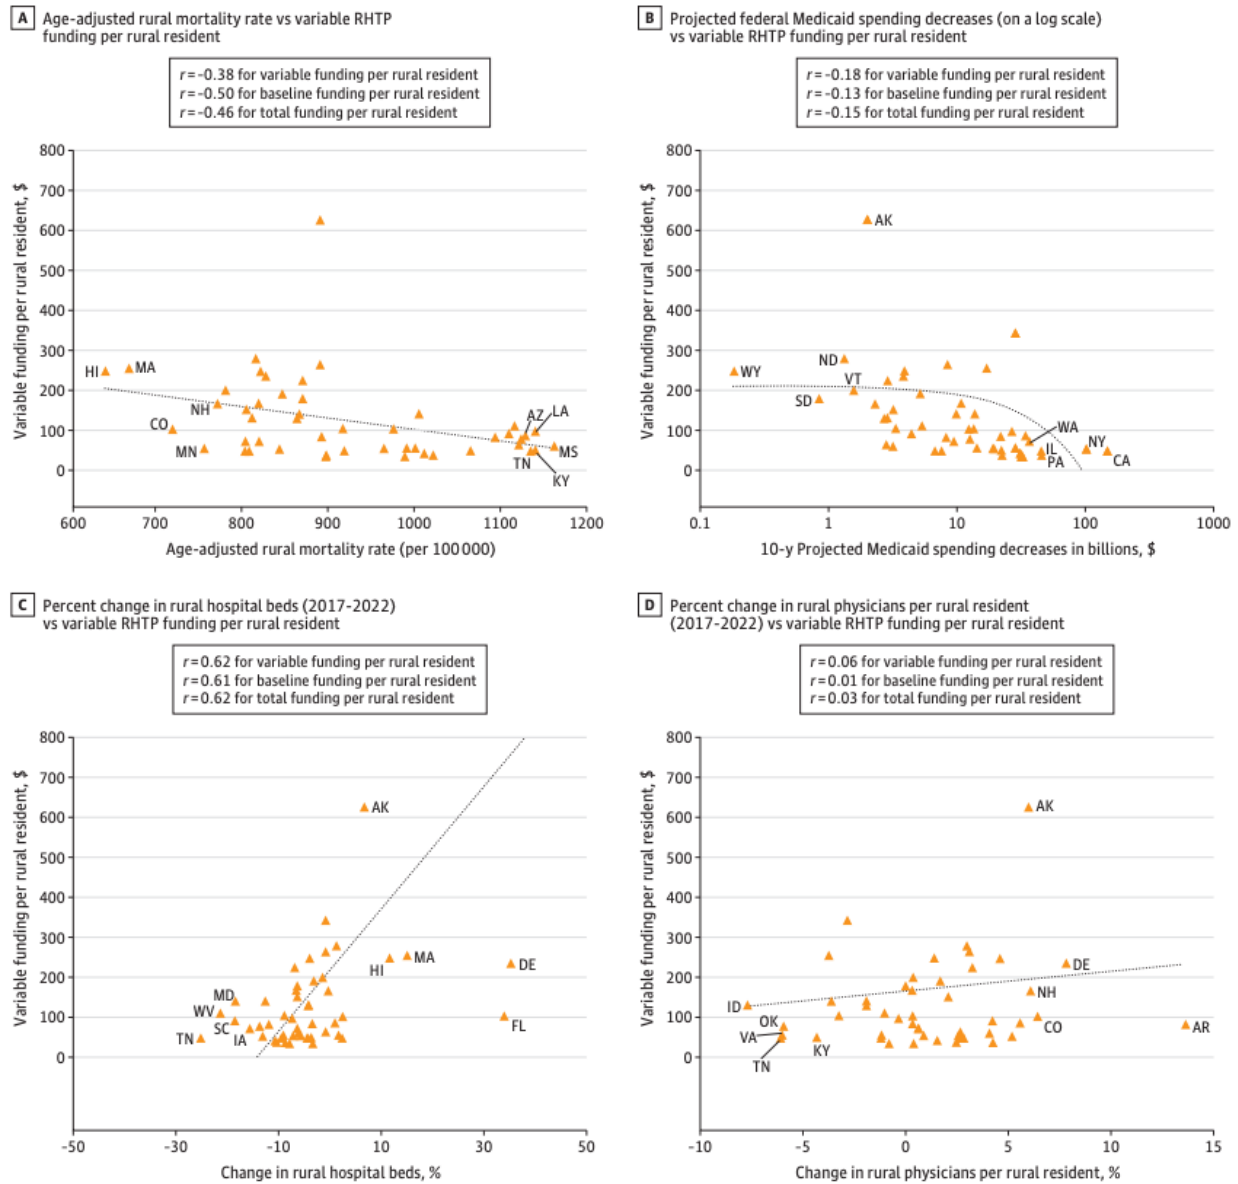 A Age-adjusted rural mortality rate vs variable RHTP
funding per rural resident
r=-0.38 for variable funding per rural resident
r=-0.50 for baseline funding per rural resident
r=-0.46 for total funding per rural resident
Variable funding per rural resident, $
800
700
600
500
400
300
200
100
0
HI
MA
CO
NH
MN
AZ
LA
TN
MS
KY
600 700 800 900 1000 1100 1200
Age-adjusted rural mortality rate (per 100 000)
B Projected federal Medicaid spending decreases (on a log scale)
vs variable RHTP funding per rural resident
r=-0.18 for variable funding per rural resident
r=-0.13 for baseline funding per rural resident
r=-0.15 for total funding per rural resident
Variable funding per rural resident, $
800
700
600
500
400
300
200
100
0
AK
WY
ND
VT
SD
WA
IL
PA
NY
CA
0.1 1 10 100 1000
10-y Projected Medicaid spending decreases in billions, $
C Percent change in rural hospital beds (2017-2022)
vs variable RHTP funding per rural resident
r=0.62 for variable funding per rural resident
r=0.61 for baseline funding per rural resident
r=0.62 for total funding per rural resident
Variable funding per rural resident, $
800
700
600
500
400
300
200
100
0
AK
HI
MA
DE
MD
WV
SC
TN
IA
FL
-50 -30 -10 10 30 50
Change in rural hospital beds, %
D Percent change in rural physicians per rural resident
(2017-2022) vs variable RHTP funding per rural resident
r=0.06 for variable funding per rural resident
r=0.01 for baseline funding per rural resident
r=0.03 for total funding per rural resident
Variable funding per rural resident, $
800
700
600
500
400
300
200
100
0
AK
DE
NH
ID
OK
VA
TN
KY
CO
AR
-10 -5 0 5 10 15
Change in rural physicians per rural resident, %